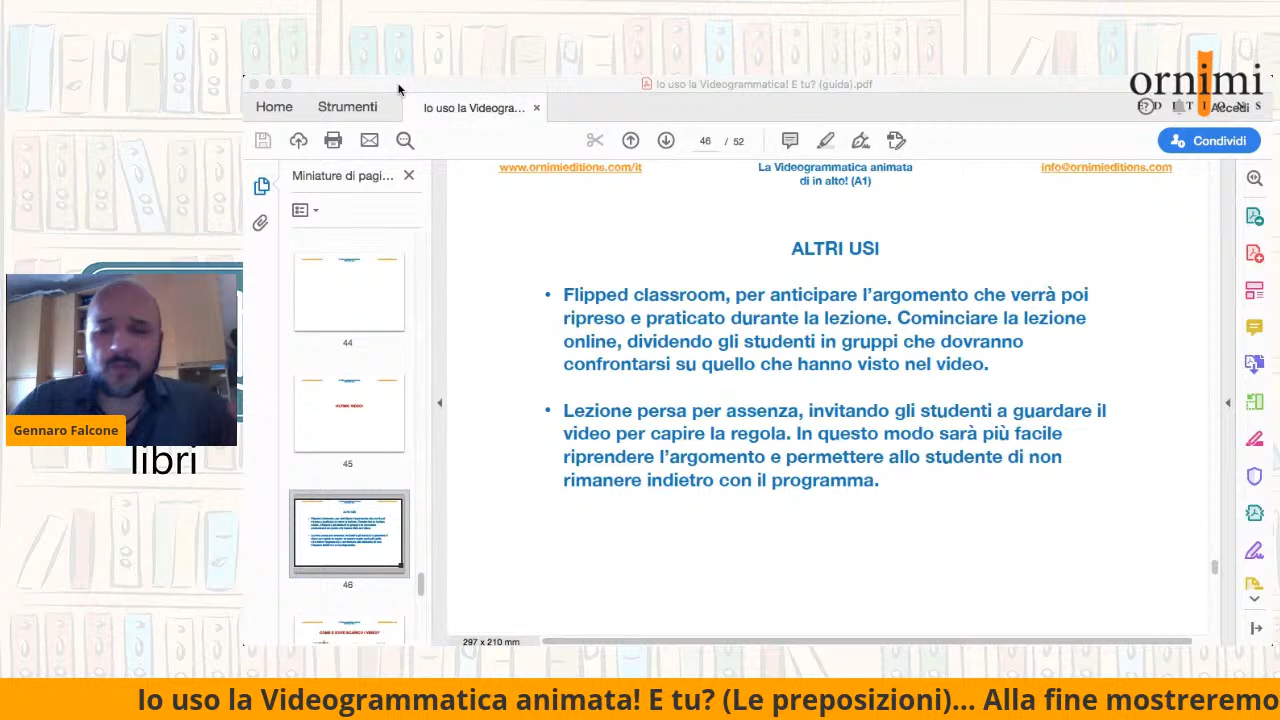 ornimi
EDITIONS
Io uso la Videogrammatica! E tu? (guida).pdf
Home
Strumenti
Io uso la Videogra...
Accedi
46 / 52
Condividi
Miniature di pagi...
www.ornimieditions.com/it
La Videogrammatica animata
di in alto! (A1)
info@ornimieditions.com
ALTRI USI
• Flipped classroom, per anticipare l'argomento che verrà poi
ripreso e praticato durante la lezione. Cominciare la lezione
online, dividendo gli studenti in gruppi che dovranno
confrontarsi su quello che hanno visto nel video.
• Lezione persa per assenza, invitando gli studenti a guardare il
video per capire la regola. In questo modo sarà più facile
riprendere l'argomento e permettere allo studente di non
rimanere indietro con il programma.
44
45
46
COME E DOVE SCARICO I VIDEO?
297 x 210 mm
Gennaro Falcone
libri
Io uso la Videogrammatica animata! E tu? (Le preposizioni)... Alla fine mostreremo